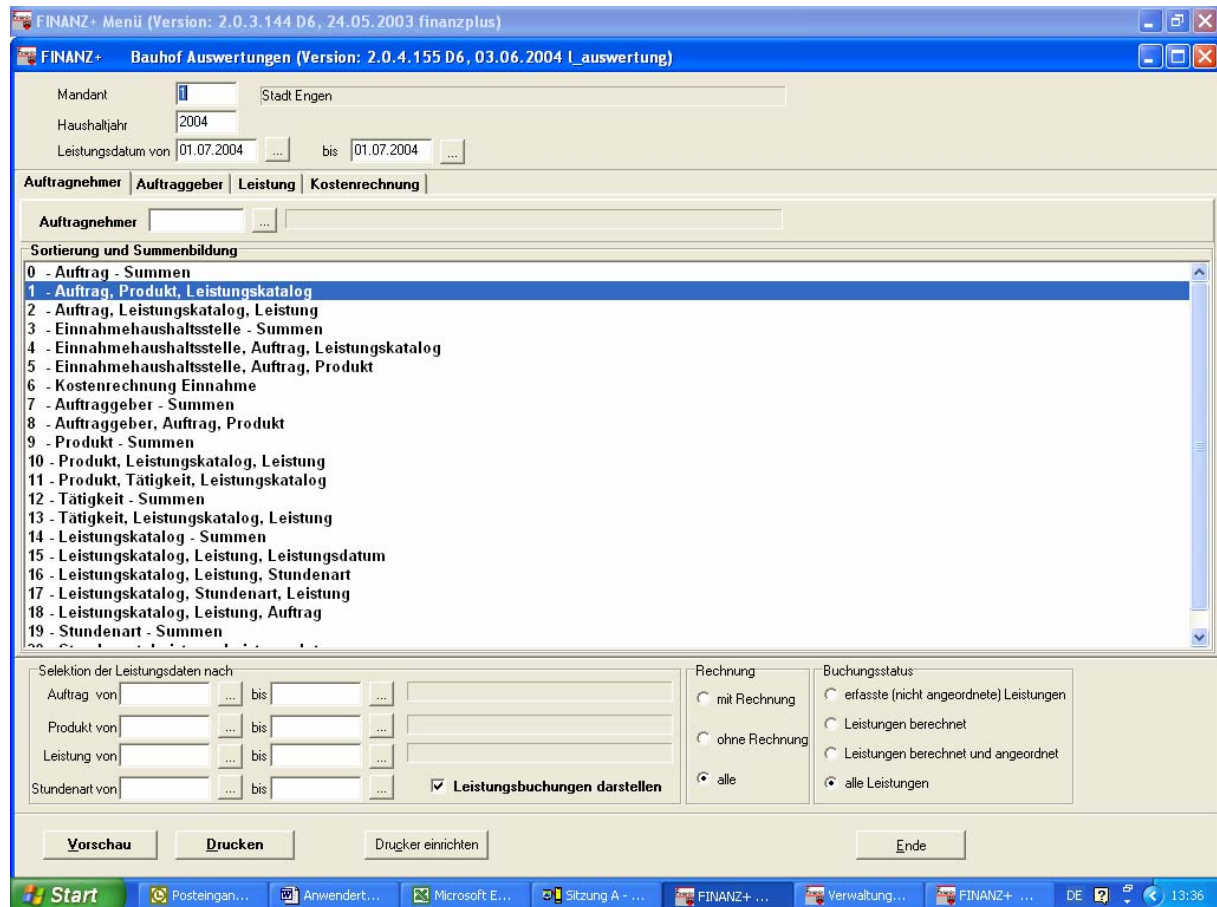 FINANZ+ Menü (Version: 2.0.3.144 D6, 24.05.2003 finanzplus)
FINANZ+ Bauhof Auswertungen (Version: 2.0.4.155 D6, 03.06.2004 l_auswertung)
Mandant 1 Stadt Engen
Haushaltjahr 2004
Leistungsdatum von 01.07.2004 ... bis 01.07.2004 ...
Auftragnehmer Auftraggeber Leistung Kostenrechnung
Auftragnehmer ...
Sortierung und Summenbildung
0 - Auftrag - Summen
1 - Auftrag, Produkt, Leistungskatalog
2 - Auftrag, Leistungskatalog, Leistung
3 - Einnahmehaushaltsstelle - Summen
4 - Einnahmehaushaltsstelle, Auftrag, Leistungskatalog
5 - Einnahmehaushaltsstelle, Auftrag, Produkt
6 - Kostenrechnung Einnahme
7 - Auftraggeber - Summen
8 - Auftraggeber, Auftrag, Produkt
9 - Produkt - Summen
10 - Produkt, Leistungskatalog, Leistung
11 - Produkt, Tätigkeit, Leistungskatalog
12 - Tätigkeit - Summen
13 - Tätigkeit, Leistungskatalog, Leistung
14 - Leistungskatalog - Summen
15 - Leistungskatalog, Leistung, Leistungsdatum
16 - Leistungskatalog, Leistung, Stundenart
17 - Leistungskatalog, Stundenart, Leistung
18 - Leistungskatalog, Leistung, Auftrag
19 - Stundenart - Summen
Selektion der Leistungsdaten nach
Auftrag von ... bis ...
Produkt von ... bis ...
Leistung von ... bis ...
Stundenart von ... bis ...
Leistungsbuchungen darstellen
Rechnung
mit Rechnung
ohne Rechnung
alle
Buchungsstatus
erfasste (nicht angeordnete) Leistungen
Leistungen berechnet
Leistungen berechnet und angeordnet
alle Leistungen
Vorschau Drucken Drucker einrichten Ende
Start Posteingan... Anwendert... Microsoft E... Sitzung A - ... FINANZ+ ... Verwaltung... FINANZ+ ... DE 13:36